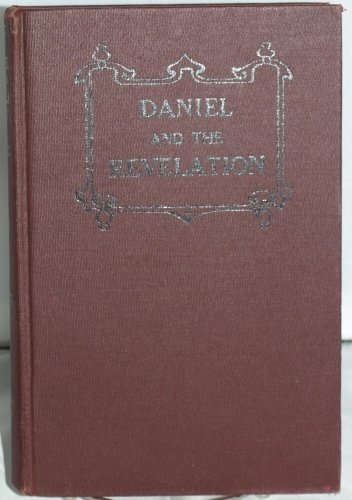 DANIEL
AND THE
REVELATION